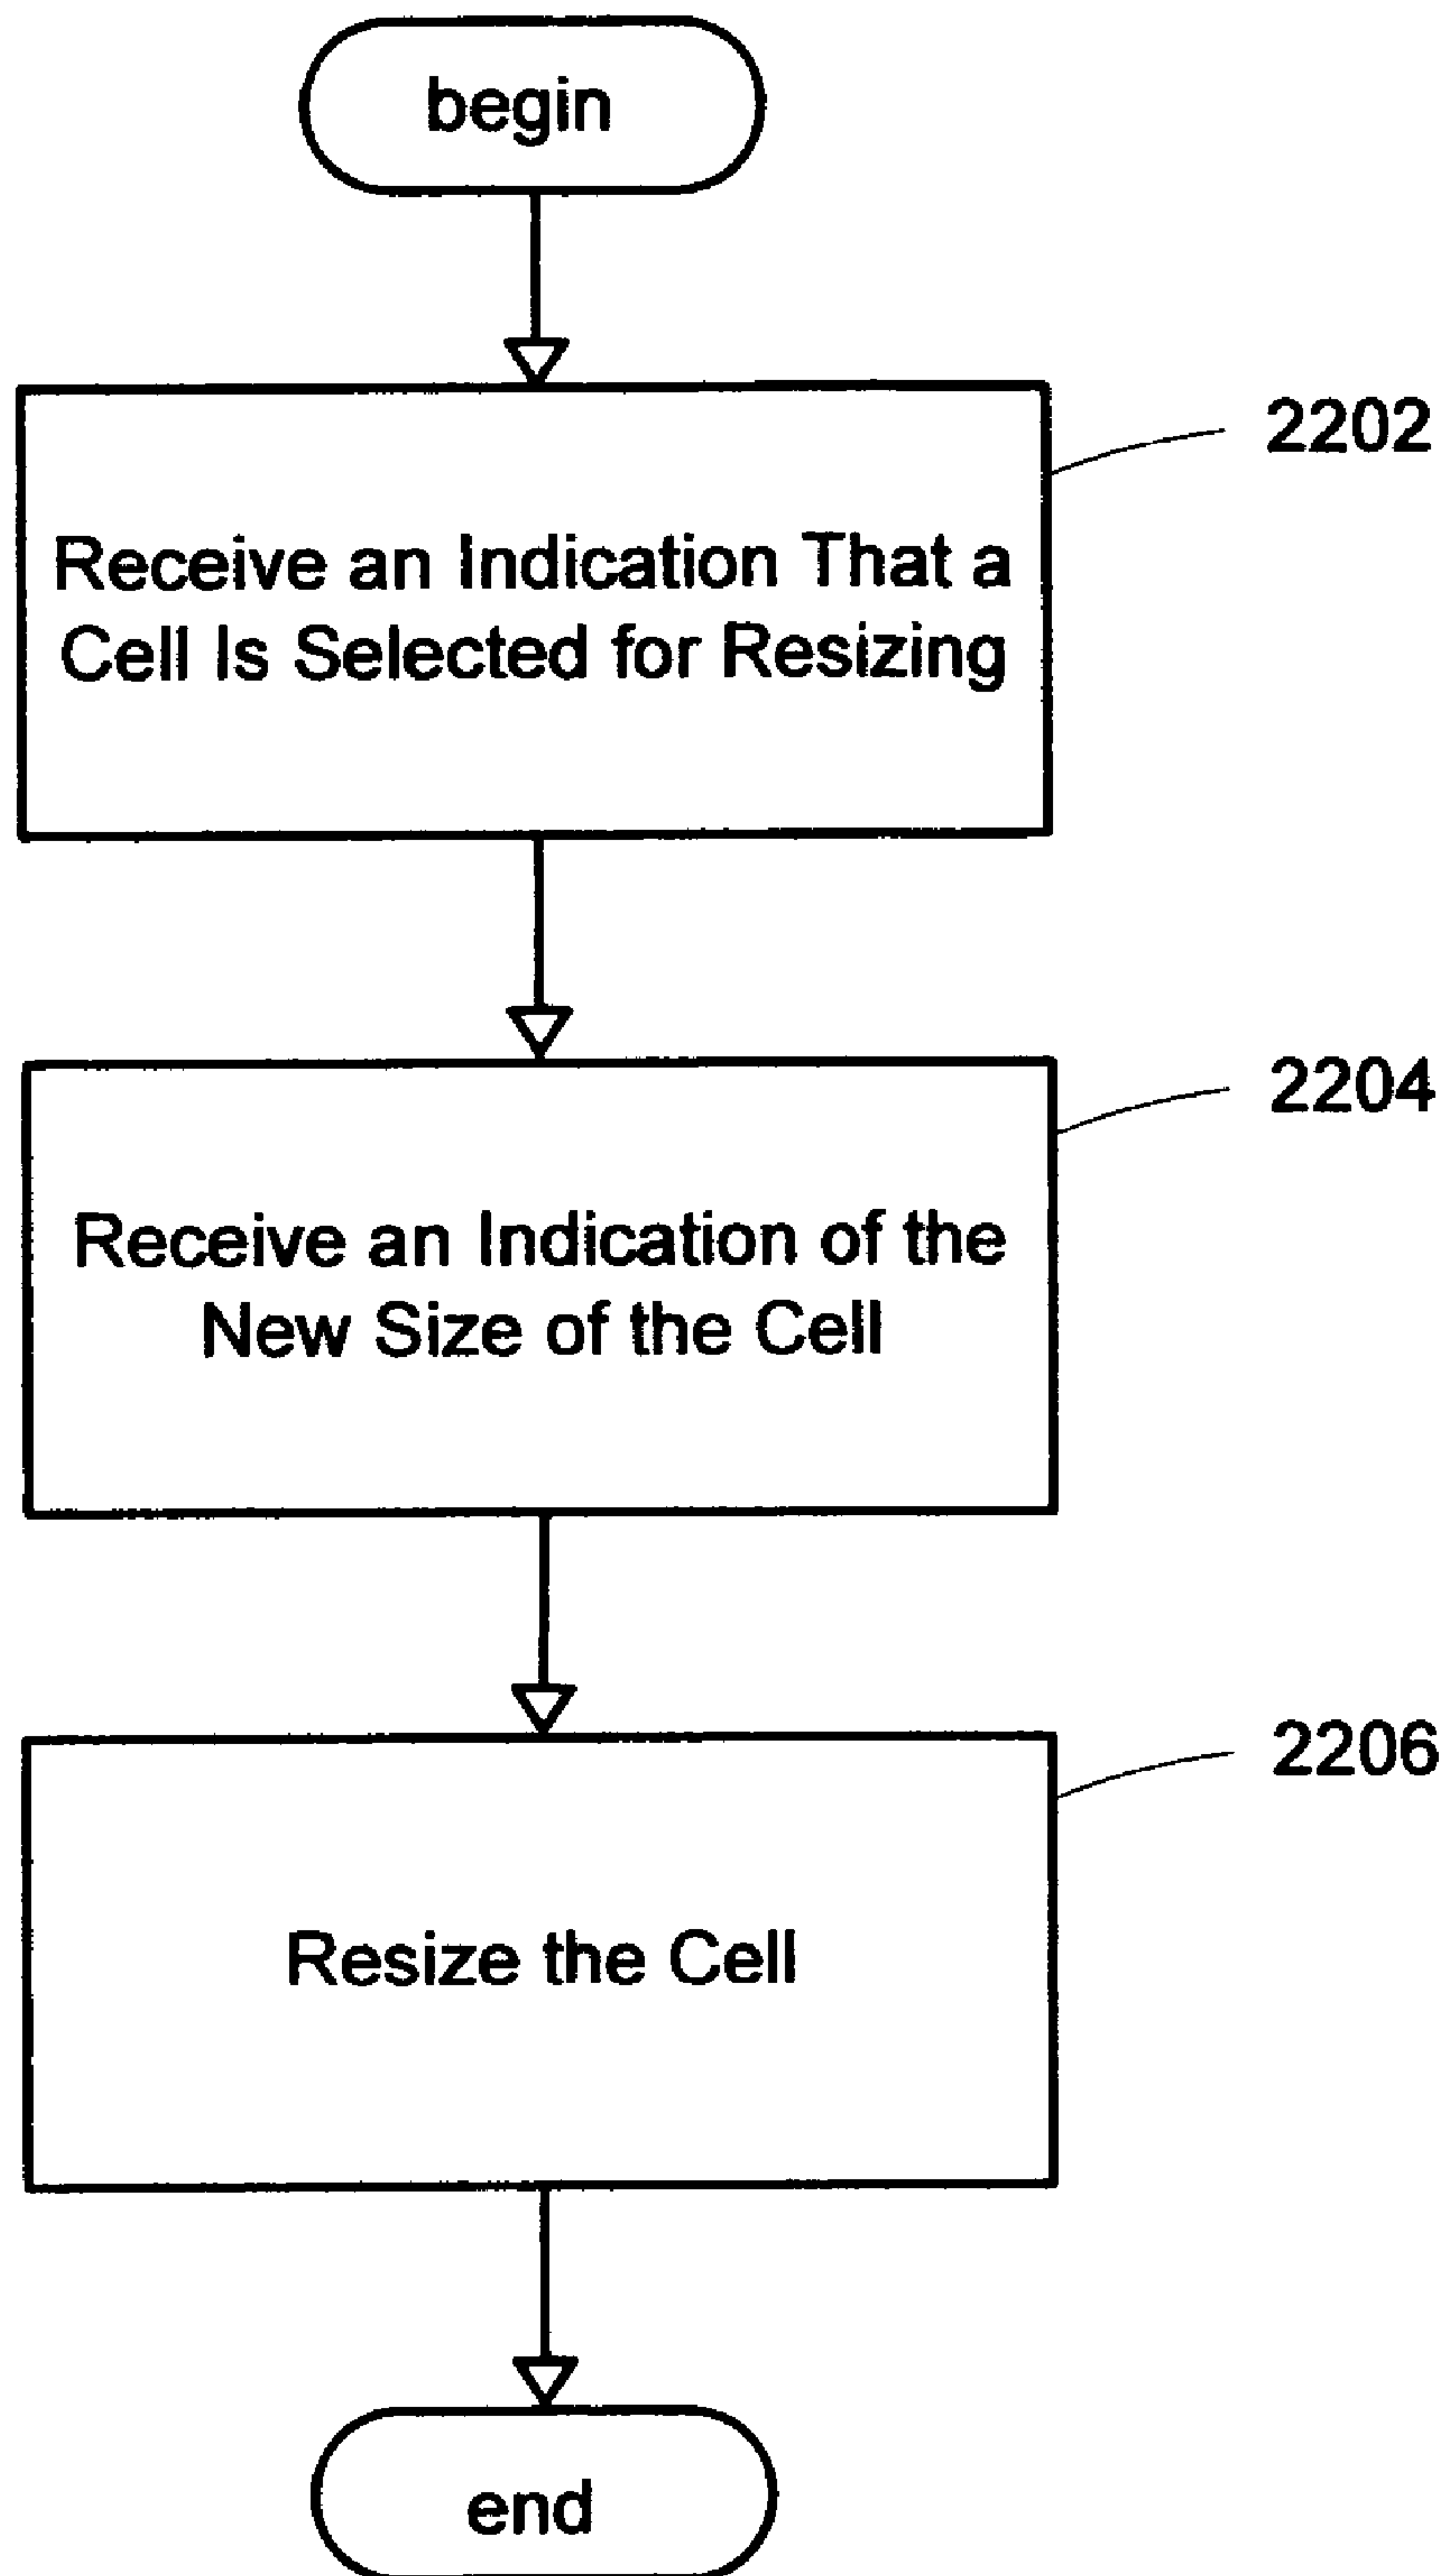 begin
2202
Receive an Indication That a
Cell Is Selected for Resizing
2204
Receive an Indication of the
New Size of the Cell
2206
Resize the Cell
end